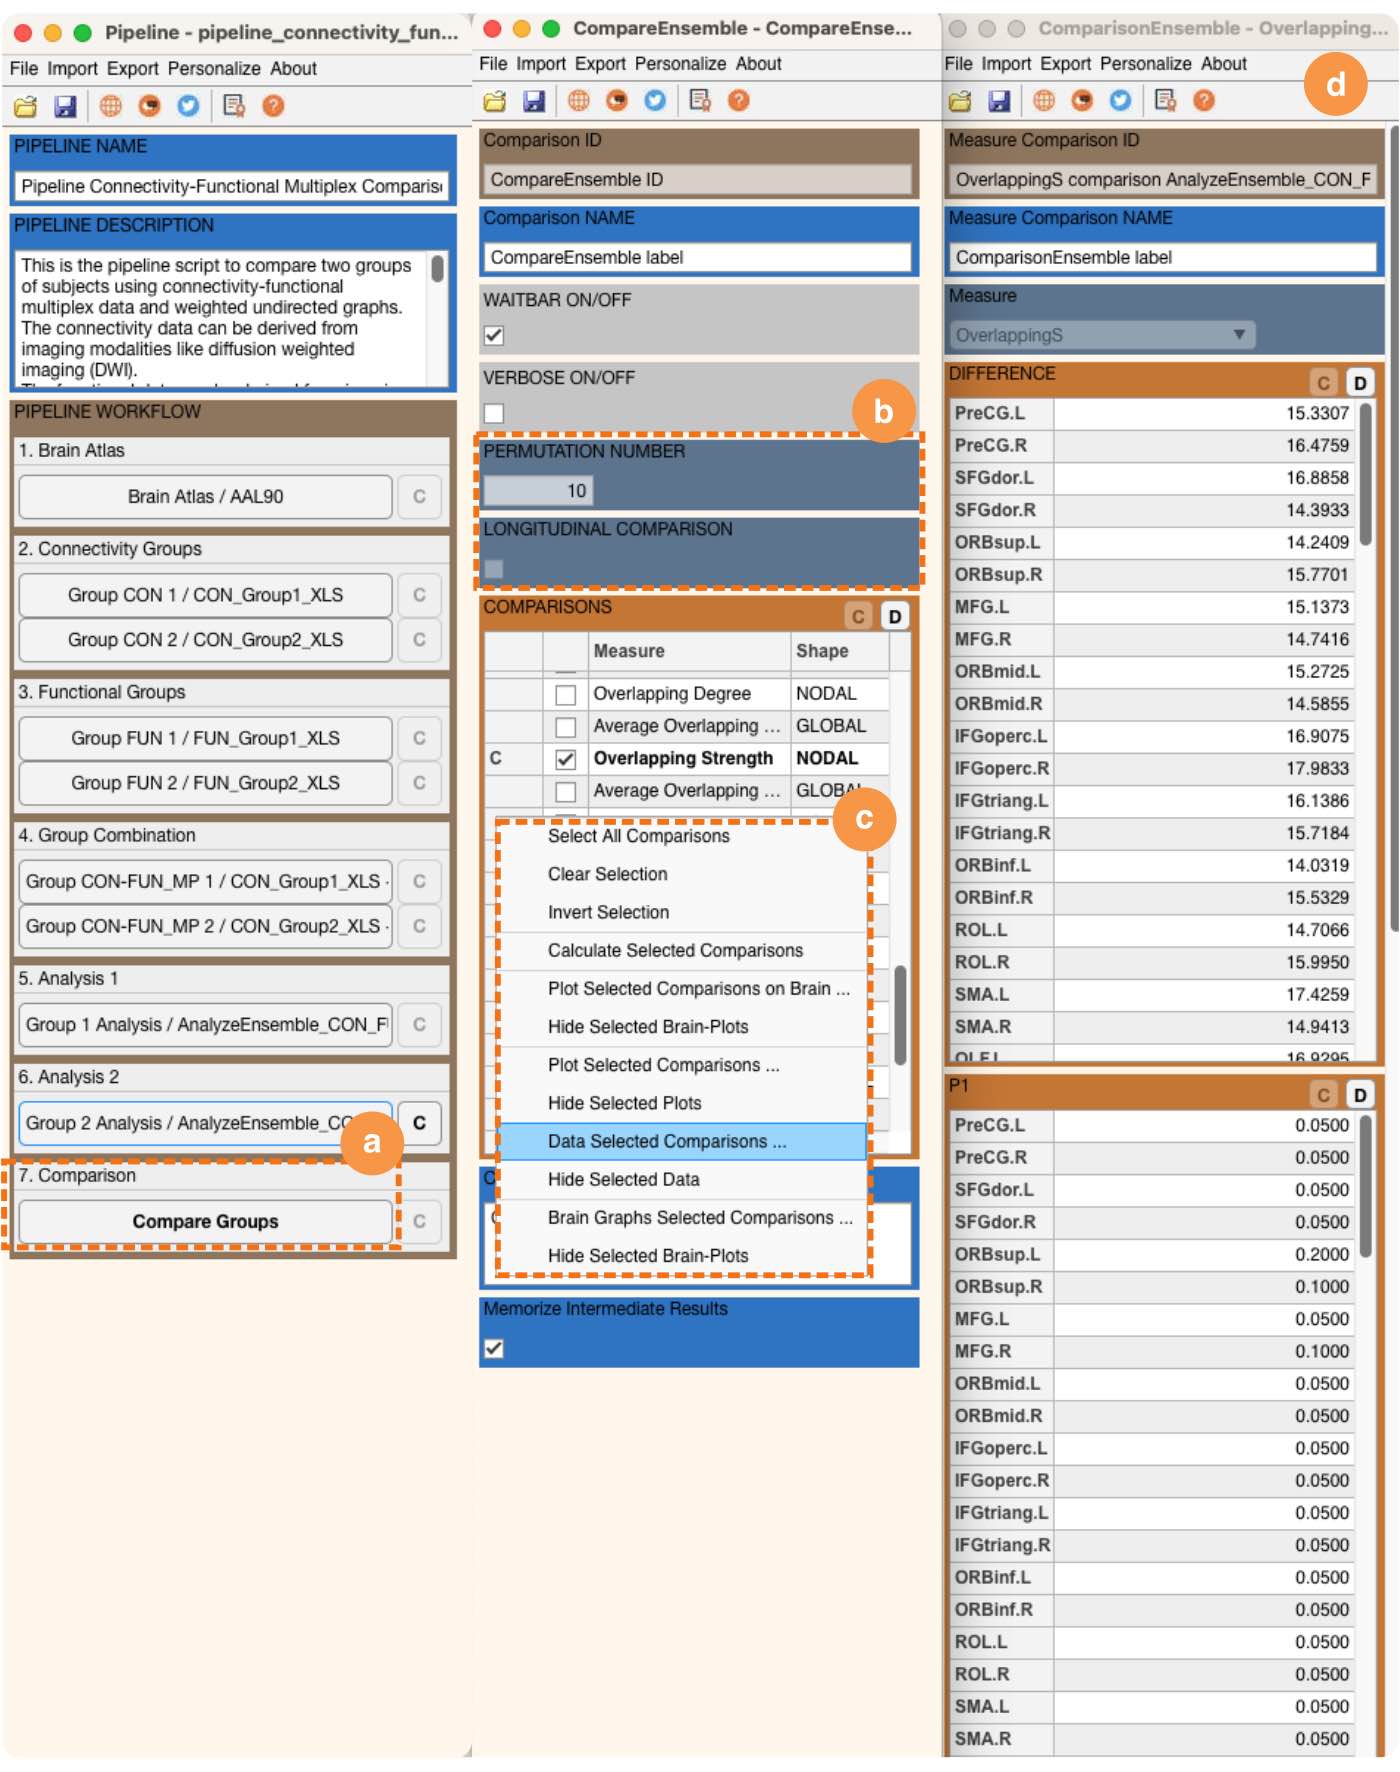 Pipeline - pipeline_connectivity_fun...
File Import Export Personalize About
PIPELINE NAME
Pipeline Connectivity-Functional Multiplex Comparis
PIPELINE DESCRIPTION
This is the pipeline script to compare two groups
of subjects using connectivity-functional
multiplex data and weighted undirected graphs.
The connectivity data can be derived from
imaging modalities like diffusion weighted
imaging (DWI).
PIPELINE WORKFLOW
1. Brain Atlas
Brain Atlas / AAL90 C
2. Connectivity Groups
Group CON 1 / CON_Group1_XLS C
Group CON 2 / CON_Group2_XLS C
3. Functional Groups
Group FUN 1 / FUN_Group1_XLS C
Group FUN 2 / FUN_Group2_XLS C
4. Group Combination
Group CON-FUN_MP 1 / CON_Group1_XLS - C
Group CON-FUN_MP 2 / CON_Group2_XLS - C
5. Analysis 1
Group 1 Analysis / AnalyzeEnsemble_CON_F C
6. Analysis 2
Group 2 Analysis / AnalyzeEnsemble_CO C
a
7. Comparison
Compare Groups C
CompareEnsemble - CompareEnse...
File Import Export Personalize About
Comparison ID
CompareEnsemble ID
Comparison NAME
CompareEnsemble label
WAITBAR ON/OFF
VERBOSE ON/OFF
b
PERMUTATION NUMBER
10
LONGITUDINAL COMPARISON
COMPARISONS C D
Measure Shape
Overlapping Degree NODAL
Average Overlapping ... GLOBAL
C Overlapping Strength NODAL
Average Overlapping ... GLOBAL
c
Select All Comparisons
Clear Selection
Invert Selection
Calculate Selected Comparisons
Plot Selected Comparisons on Brain ...
Hide Selected Brain-Plots
Plot Selected Comparisons ...
Hide Selected Plots
Data Selected Comparisons ...
Hide Selected Data
Brain Graphs Selected Comparisons ...
Hide Selected Brain-Plots
Memorize Intermediate Results
ComparisonEnsemble - Overlapping...
File Import Export Personalize About
d
Measure Comparison ID
OverlappingS comparison AnalyzeEnsemble_CON_F
Measure Comparison NAME
ComparisonEnsemble label
Measure
OverlappingS
DIFFERENCE C D
PreCG.L 15.3307
PreCG.R 16.4759
SFGdor.L 16.8858
SFGdor.R 14.3933
ORBsup.L 14.2409
ORBsup.R 15.7701
MFG.L 15.1373
MFG.R 14.7416
ORBmid.L 15.2725
ORBmid.R 14.5855
IFGoperc.L 16.9075
IFGoperc.R 17.9833
IFGtriang.L 16.1386
IFGtriang.R 15.7184
ORBinf.L 14.0319
ORBinf.R 15.5329
ROL.L 14.7066
ROL.R 15.9950
SMA.L 17.4259
SMA.R 14.9413
OLF.L 16.9295
P1 C D
PreCG.L 0.0500
PreCG.R 0.0500
SFGdor.L 0.0500
SFGdor.R 0.0500
ORBsup.L 0.2000
ORBsup.R 0.1000
MFG.L 0.0500
MFG.R 0.1000
ORBmid.L 0.0500
ORBmid.R 0.0500
IFGoperc.L 0.0500
IFGoperc.R 0.0500
IFGtriang.L 0.0500
IFGtriang.R 0.0500
ORBinf.L 0.0500
ORBinf.R 0.0500
ROL.L 0.0500
ROL.R 0.0500
SMA.L 0.0500
SMA.R 0.0500